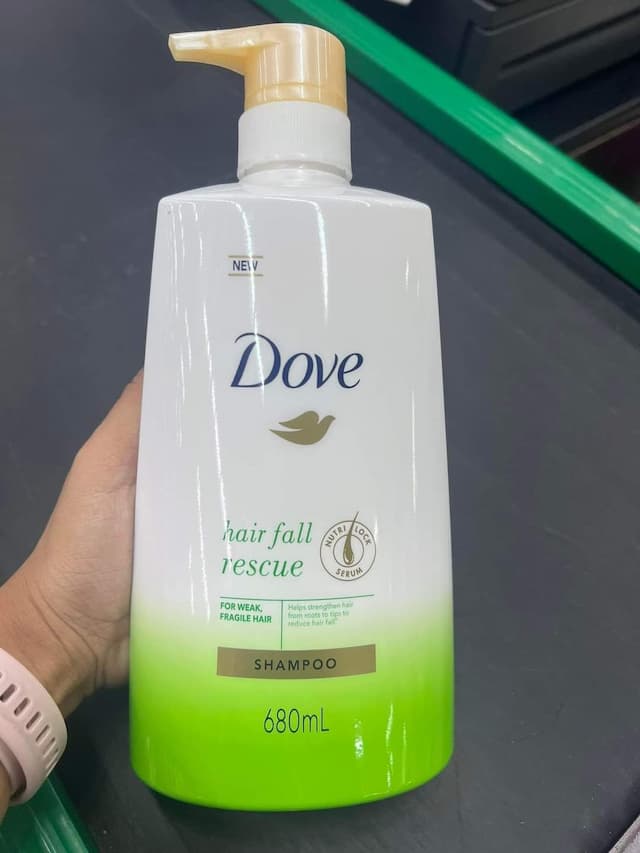 NEW
Dove
hair fall
rescue
NUTRI LOCK
SERUM
FOR WEAK,
FRAGILE HAIR
Helps strengthen hair
from roots to tips to
reduce hair fall*
SHAMPOO
680mL